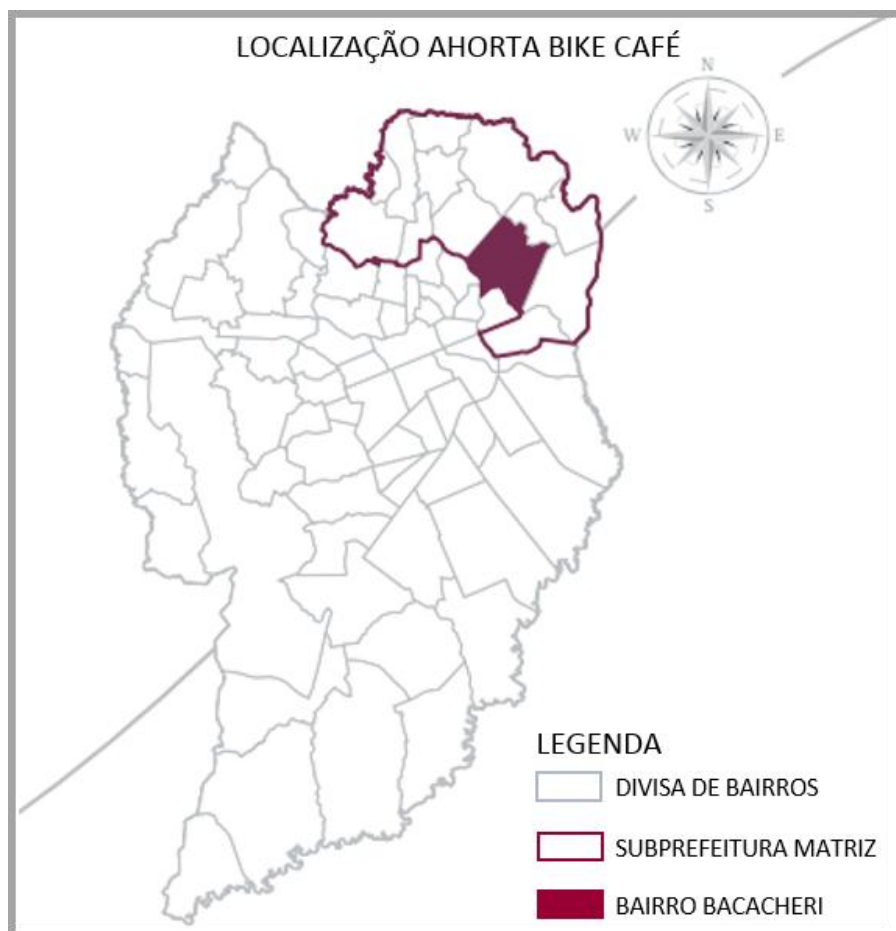 LOCALIZAÇÃO AHORTA BIKE CAFÉ
N
W E
S
LEGENDA
DIVISA DE BAIRROS
SUBPREFEITURA MATRIZ
BAIRRO BACACHERI